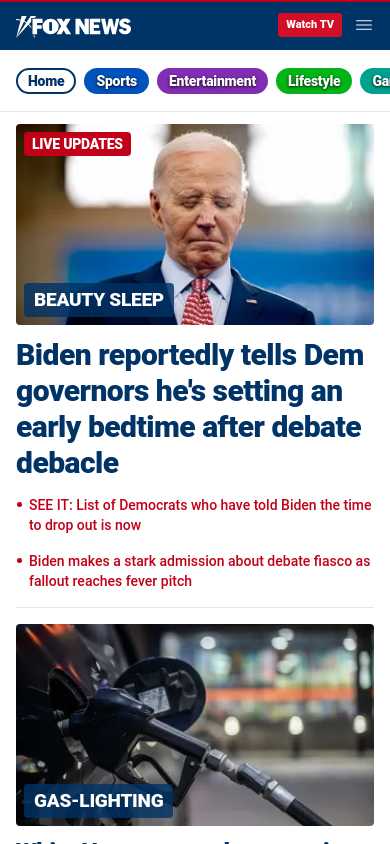 FOX NEWS
Watch TV
Home
Sports
Entertainment
Lifestyle
LIVE UPDATES
BEAUTY SLEEP
Biden reportedly tells Dem
governors he's setting an
early bedtime after debate
debacle
• SEE IT: List of Democrats who have told Biden the time
to drop out is now
• Biden makes a stark admission about debate fiasco as
fallout reaches fever pitch
GAS-LIGHTING